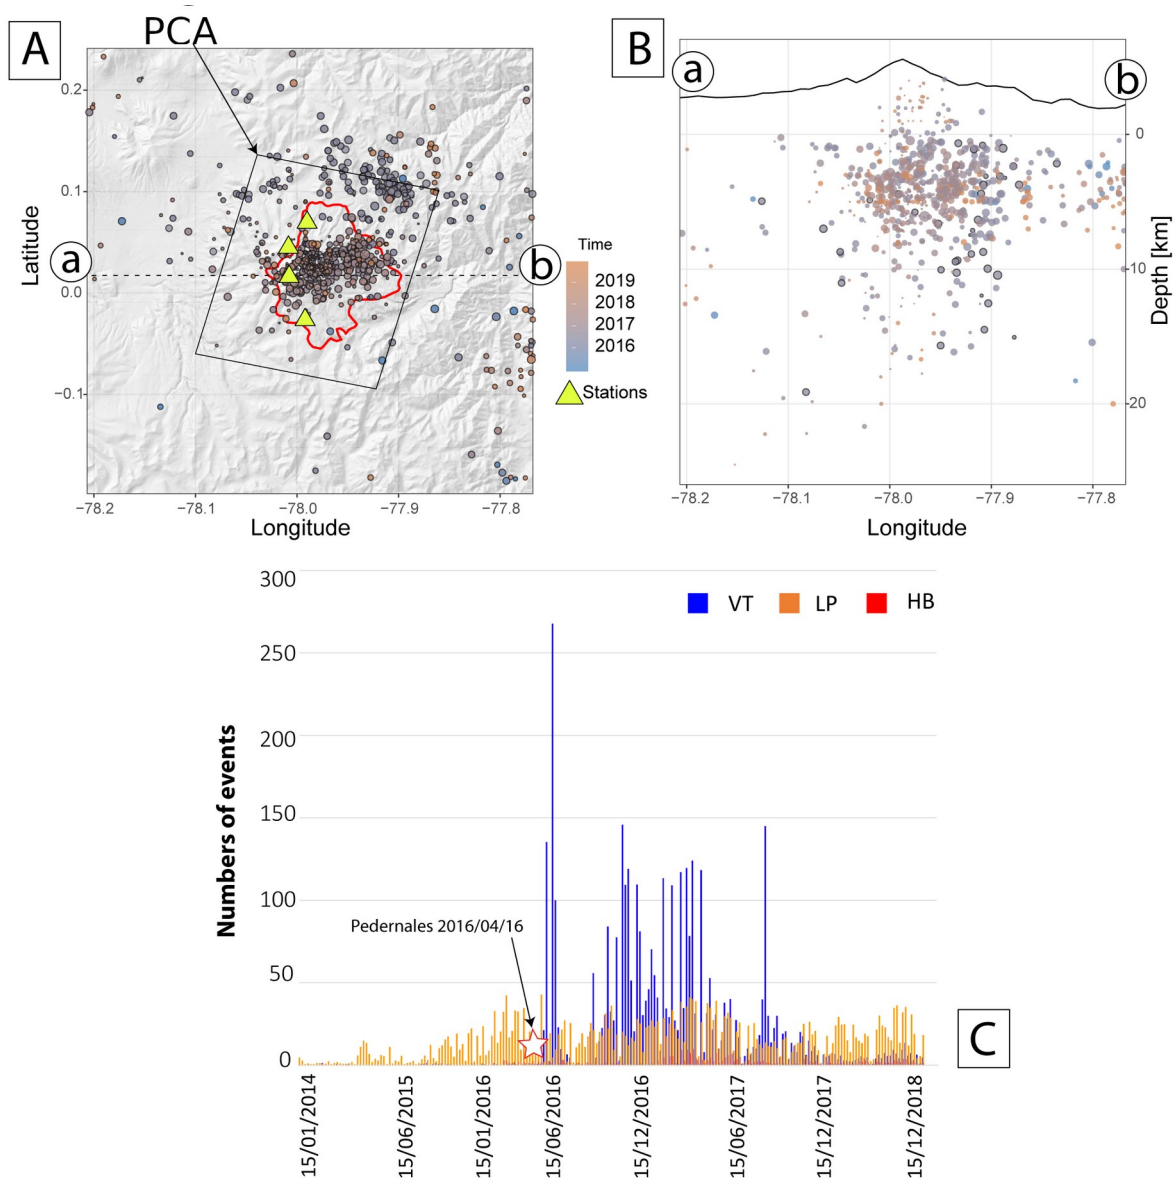 A
PCA
B
a
b
0.2
0.1
0.0
−0.1
Latitude
a
b
−78.2
−78.1
−78.0
−77.9
−77.8
Longitude
Time
2019
2018
2017
2016
Stations
0
-10
-20
Depth [km]
−78.2
−78.1
−78.0
−77.9
−77.8
Longitude
300
250
200
150
100
50
0
Numbers of events
VT
LP
HB
Pedernales 2016/04/16
C
15/01/2014
15/06/2015
15/01/2016
15/06/2016
15/12/2016
15/06/2017
15/12/2017
15/12/2018